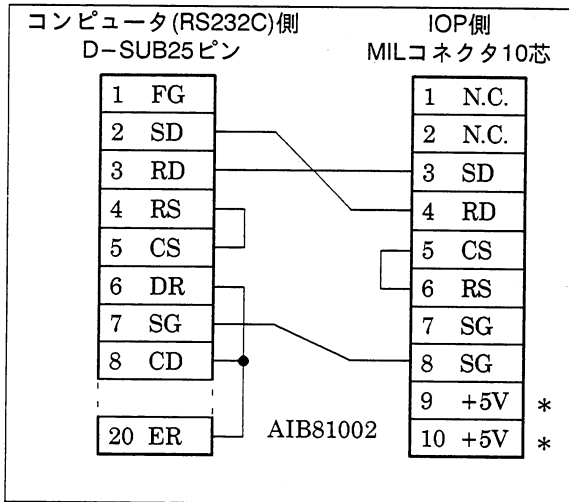 コンピュータ(RS232C)側
D-SUB25ピン
1 FG
2 SD
3 RD
4 RS
5 CS
6 DR
7 SG
8 CD
20 ER
AIB81002
IOP側
MILコネクタ10芯
1 N.C.
2 N.C.
3 SD
4 RD
5 CS
6 RS
7 SG
8 SG
9 +5V *
10 +5V *